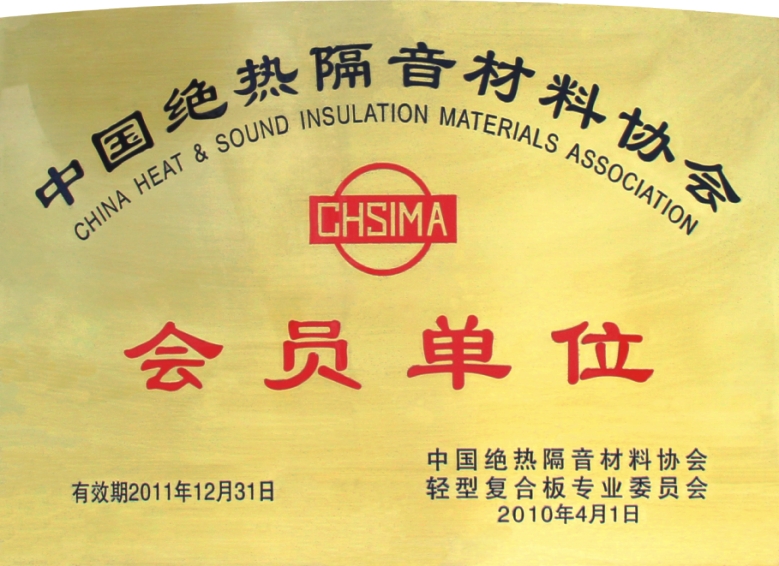 中国绝热隔音材料协会
CHINA HEAT & SOUND INSULATION MATERIALS ASSOCIATION
CHSIMA
会员单位
有效期2011年12月31日
中国绝热隔音材料协会
轻型复合板专业委员会
2010年4月1日